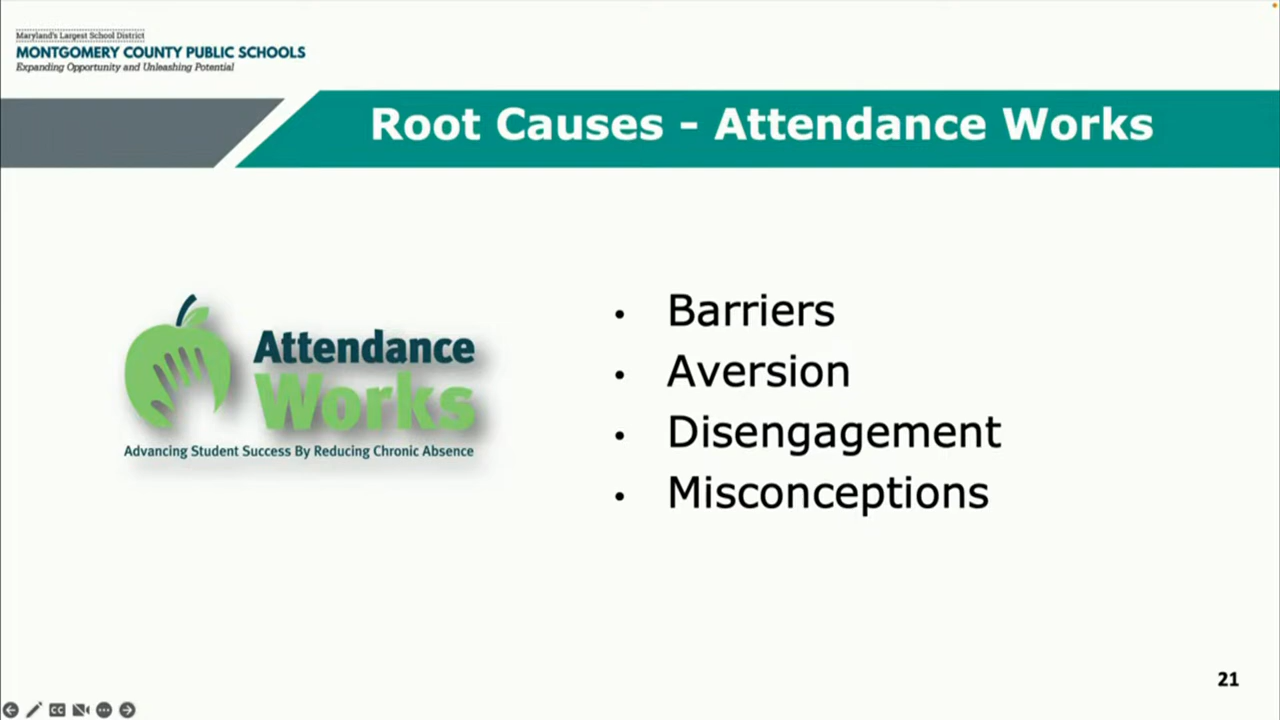 Maryland's Largest School District
MONTGOMERY COUNTY PUBLIC SCHOOLS
Expanding Opportunity and Unleashing Potential
Root Causes - Attendance Works
Attendance
Works
Advancing Student Success By Reducing Chronic Absence
• Barriers
• Aversion
• Disengagement
• Misconceptions
21
CC